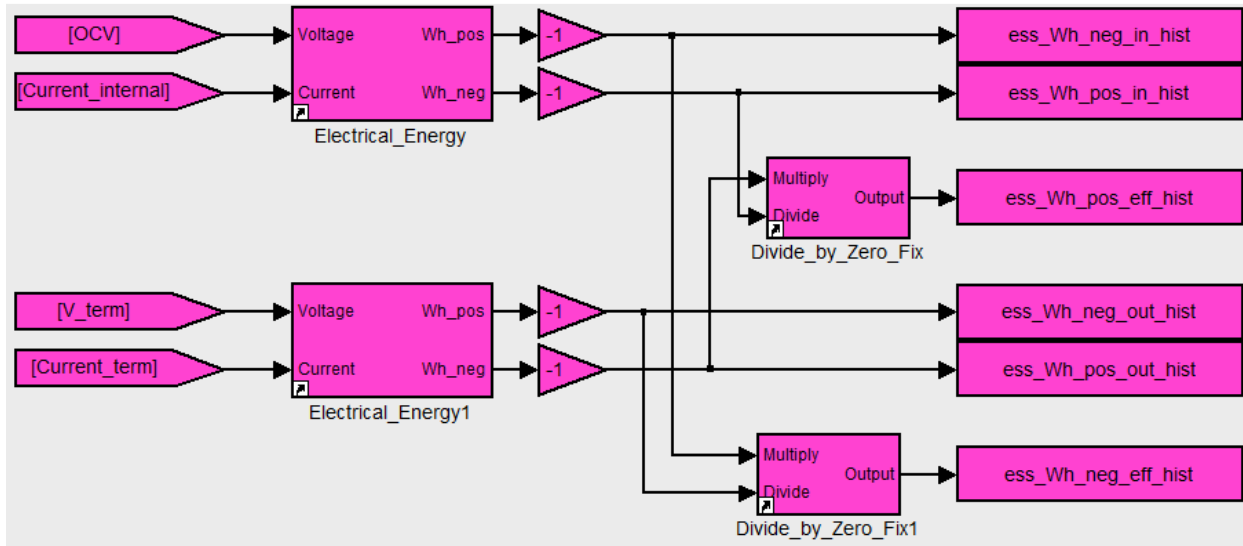 [OCV]
Voltage
Wh_pos
-1
ess_Wh_neg_in_hist
[Current_internal]
Current
Wh_neg
-1
ess_Wh_pos_in_hist
Electrical_Energy
Multiply
Output
Divide
ess_Wh_pos_eff_hist
Divide_by_Zero_Fix
[V_term]
Voltage
Wh_pos
-1
ess_Wh_neg_out_hist
[Current_term]
Current
Wh_neg
-1
ess_Wh_pos_out_hist
Electrical_Energy1
Multiply
Output
Divide
ess_Wh_neg_eff_hist
Divide_by_Zero_Fix1